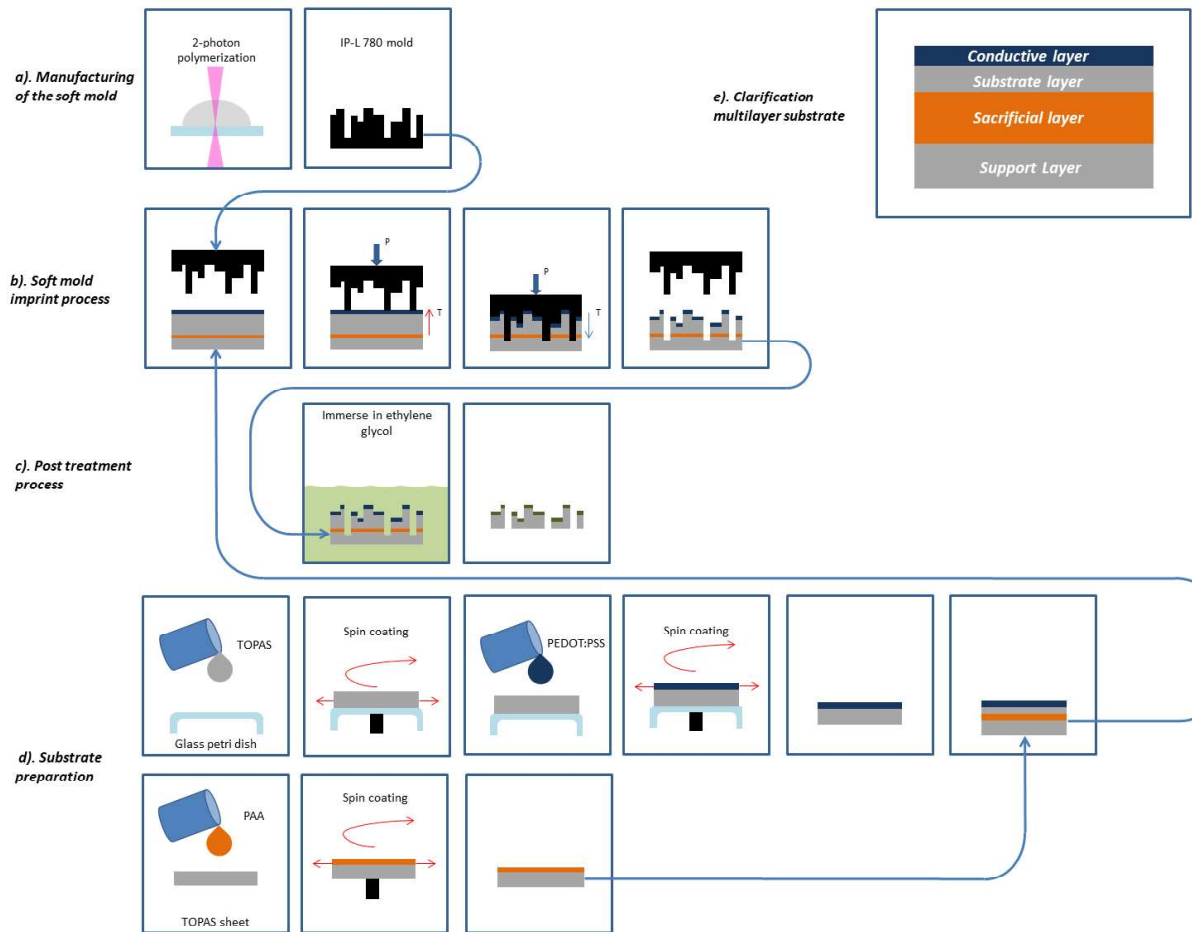 a). Manufacturing
of the soft mold
2-photon
polymerization
IP-L 780 mold
e). Clarification
multilayer substrate
Conductive layer
Substrate layer
Sacrificial layer
Support Layer
b). Soft mold
imprint process
P
T
P
T
c). Post treatment
process
Immerse in ethylene
glycol
d). Substrate
preparation
TOPAS
Glass petri dish
Spin coating
PEDOT:PSS
Spin coating
PAA
TOPAS sheet
Spin coating